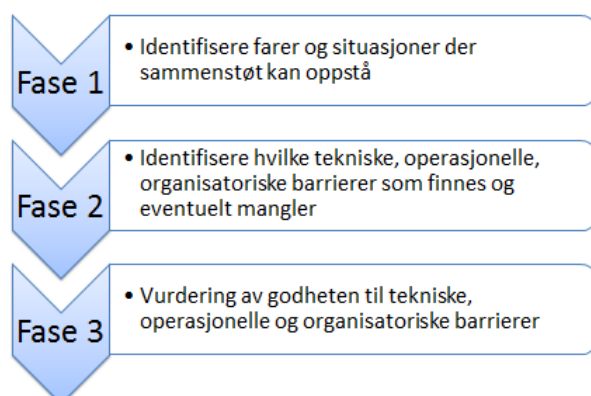 Fase 1
• Identifisere farer og situasjoner der
sammenstøt kan oppstå
Fase 2
• Identifisere hvilke tekniske, operasjonelle,
organisatoriske barrierer som finnes og
eventuelt mangler
Fase 3
• Vurdering av godheten til tekniske,
operasjonelle og organisatoriske barrierer